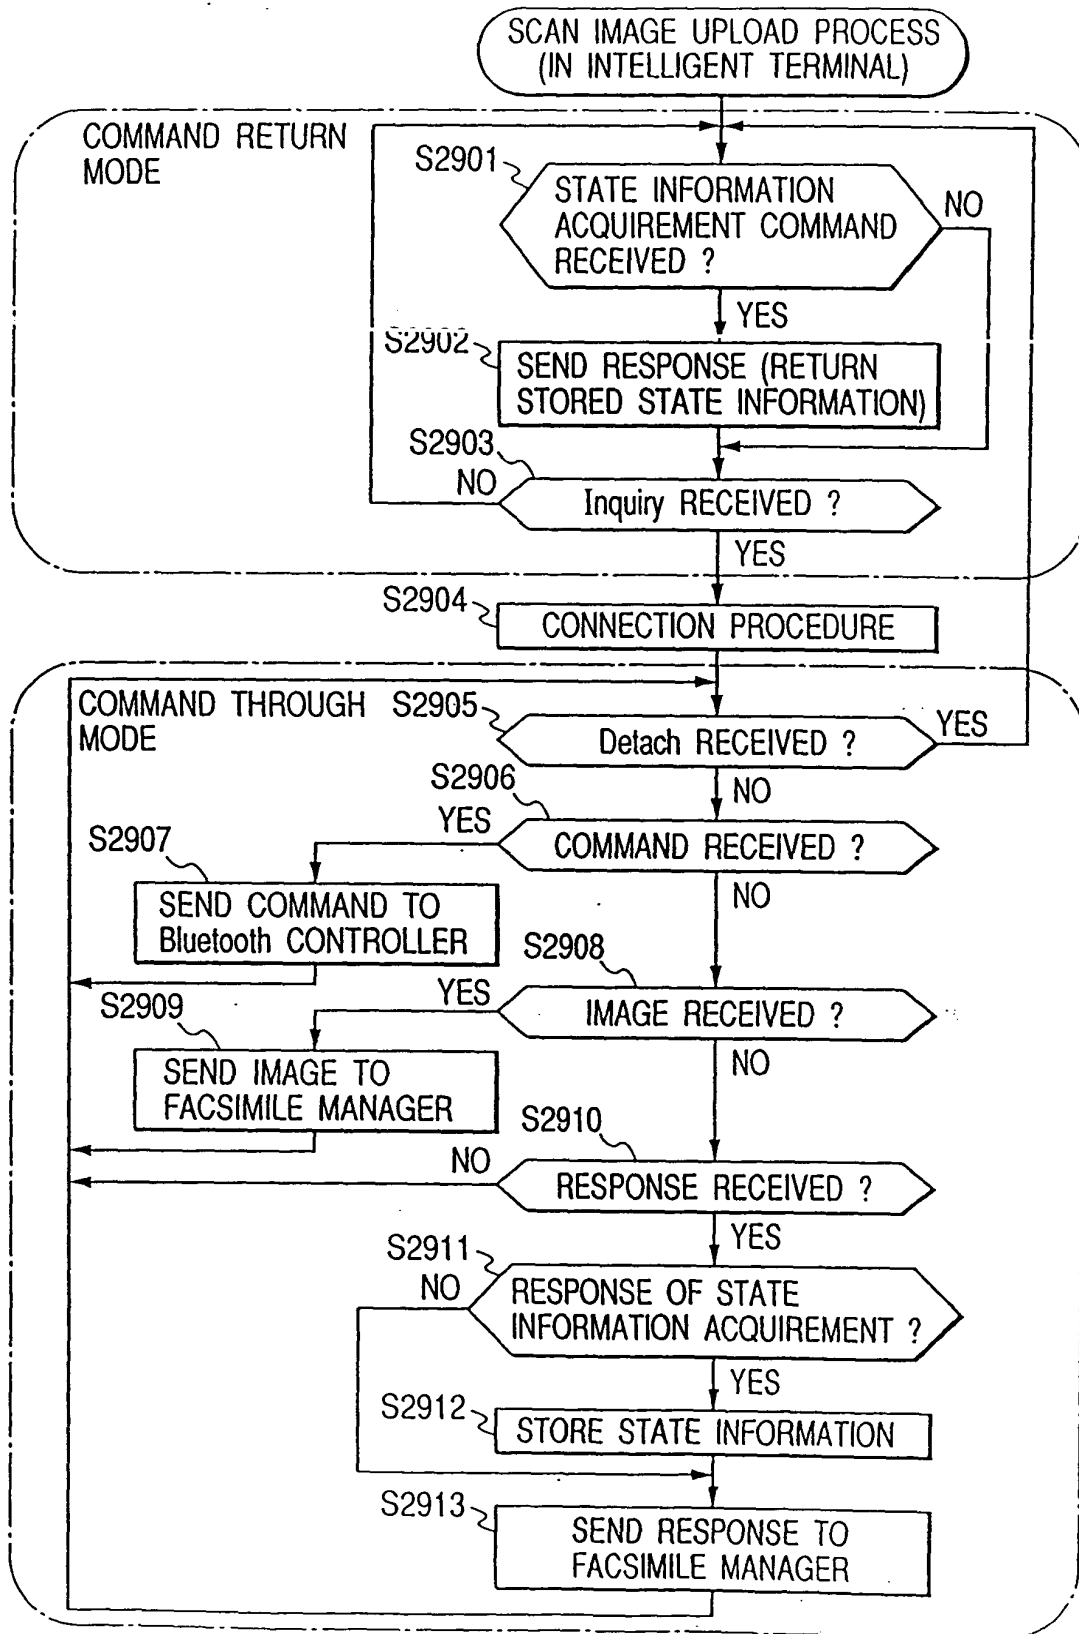 SCAN IMAGE UPLOAD PROCESS
(IN INTELLIGENT TERMINAL)
COMMAND RETURN
MODE
S2901
STATE INFORMATION
ACQUIREMENT COMMAND
RECEIVED ?
NO
YES
S2902
SEND RESPONSE (RETURN
STORED STATE INFORMATION)
S2903
NO
Inquiry RECEIVED ?
YES
S2904
CONNECTION PROCEDURE
COMMAND THROUGH
MODE
S2905
Detach RECEIVED ?
YES
NO
S2906
YES
COMMAND RECEIVED ?
NO
S2907
SEND COMMAND TO
Bluetooth CONTROLLER
S2908
YES
IMAGE RECEIVED ?
NO
S2909
SEND IMAGE TO
FACSIMILE MANAGER
S2910
NO
RESPONSE RECEIVED ?
YES
S2911
NO
RESPONSE OF STATE
INFORMATION ACQUIREMENT ?
YES
S2912
STORE STATE INFORMATION
S2913
SEND RESPONSE TO
FACSIMILE MANAGER